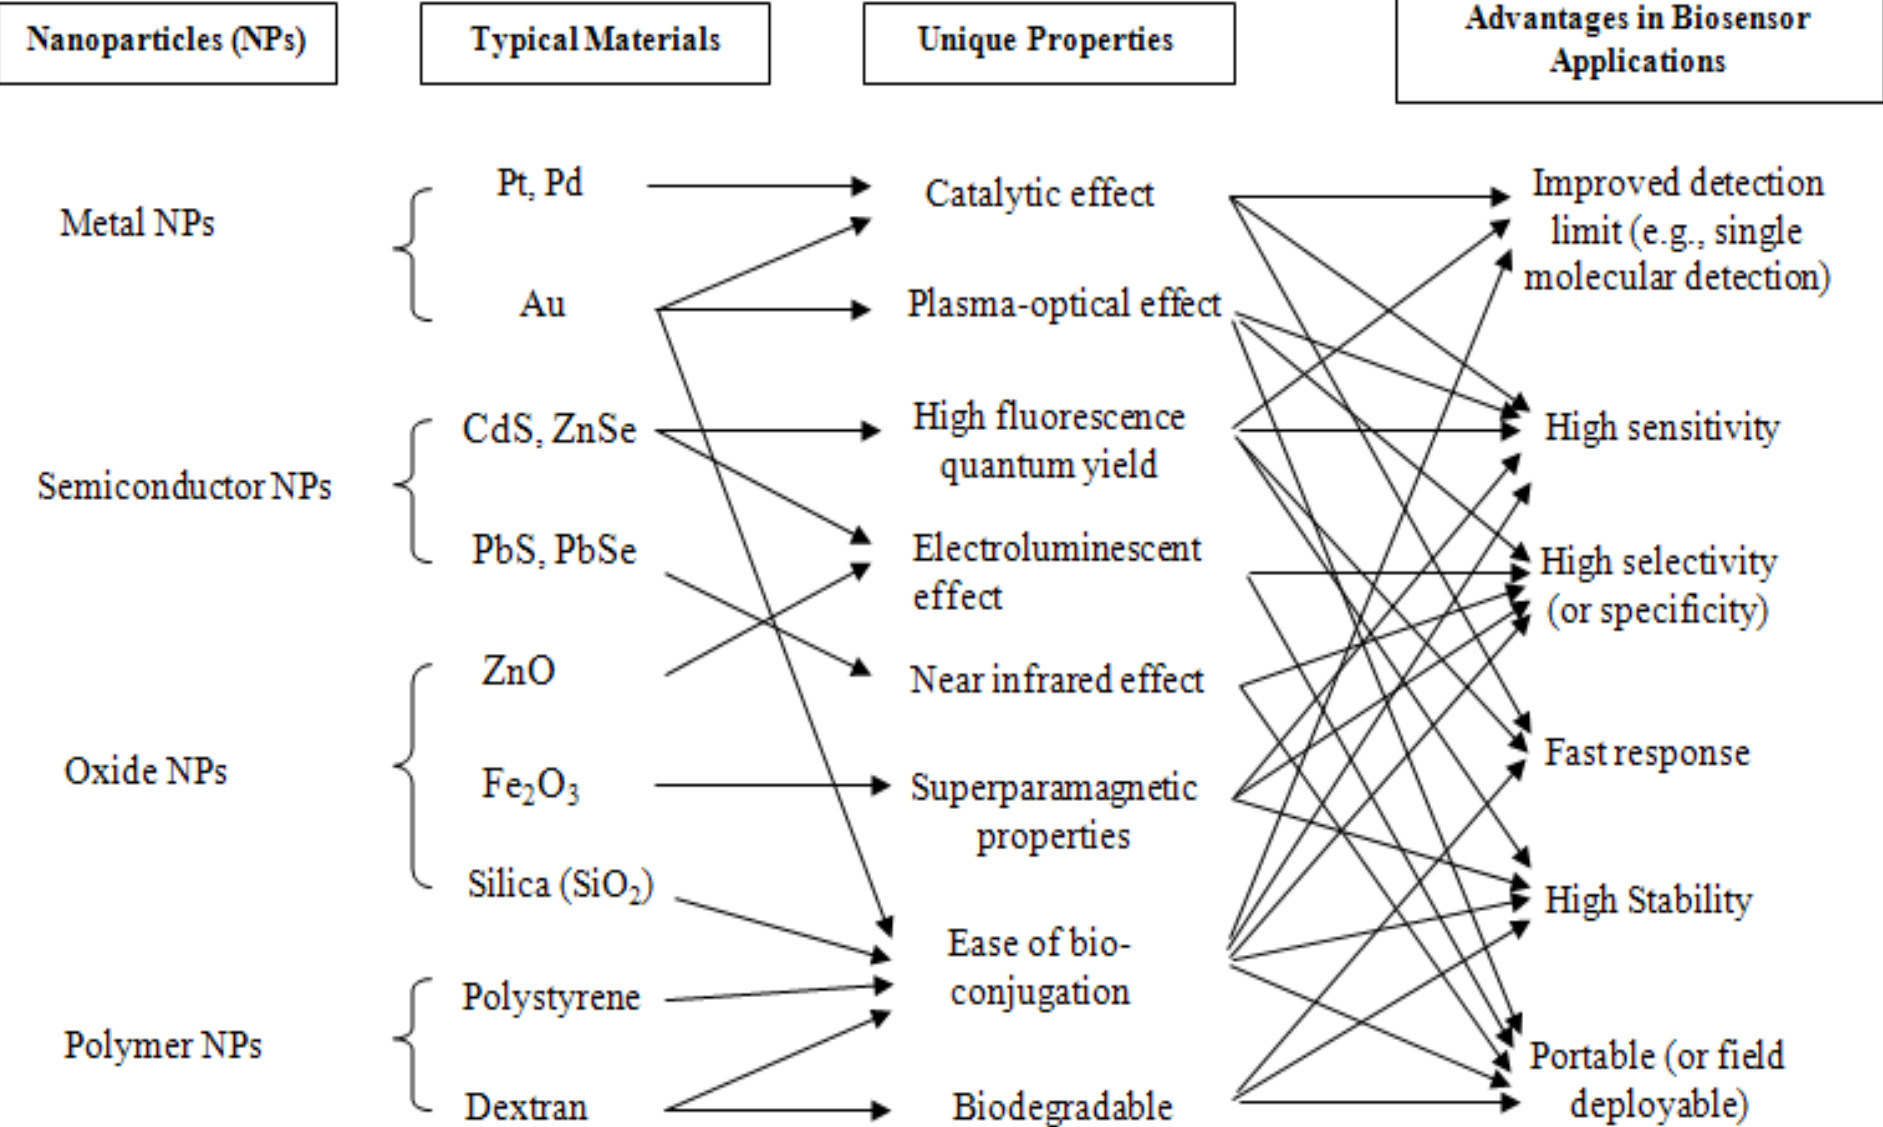 Nanoparticles (NPs)
Typical Materials
Unique Properties
Advantages in Biosensor
Applications
Metal NPs
Pt, Pd
Au
Semiconductor NPs
CdS, ZnSe
PbS, PbSe
Oxide NPs
ZnO
Fe₂O₃
Silica (SiO₂)
Polymer NPs
Polystyrene
Dextran
Catalytic effect
Plasma-optical effect
High fluorescence
quantum yield
Electroluminescent
effect
Near infrared effect
Superparamagnetic
properties
Ease of bio-
conjugation
Biodegradable
Improved detection
limit (e.g., single
molecular detection)
High sensitivity
High selectivity
(or specificity)
Fast response
High Stability
Portable (or field
deployable)